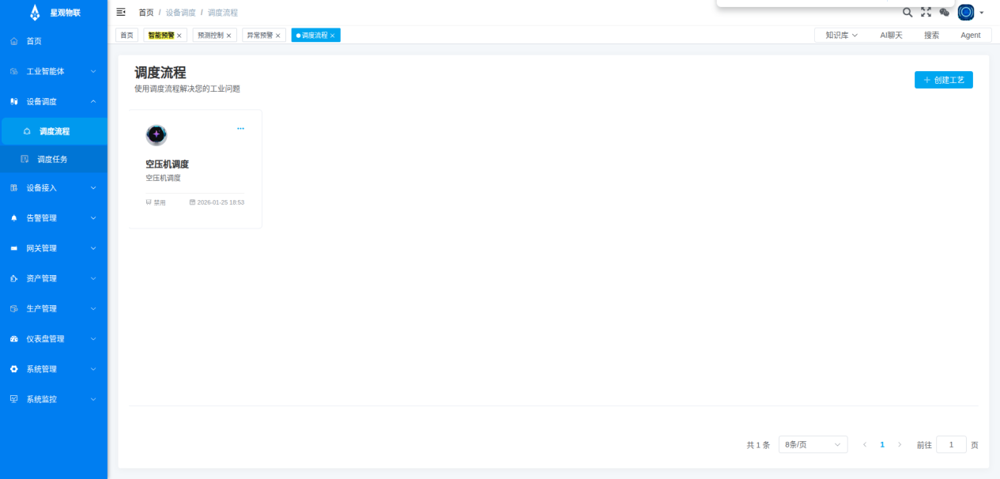 星观物联
首页 / 设备调度 / 调度流程
首页
智能预警 ×
预测控制 ×
异常预警 ×
调度流程 ×
知识库
AI聊天
搜索
Agent
首页
工业智能体
设备调度
调度流程
调度任务
设备接入
告警管理
网关管理
资产管理
生产管理
仪表盘管理
系统管理
系统监控
调度流程
使用调度流程解决您的工业问题
+ 创建工艺
空压机调度
空压机调度
禁用
2026-01-25 18:53
共 1 条
8条/页
1
前往 1 页